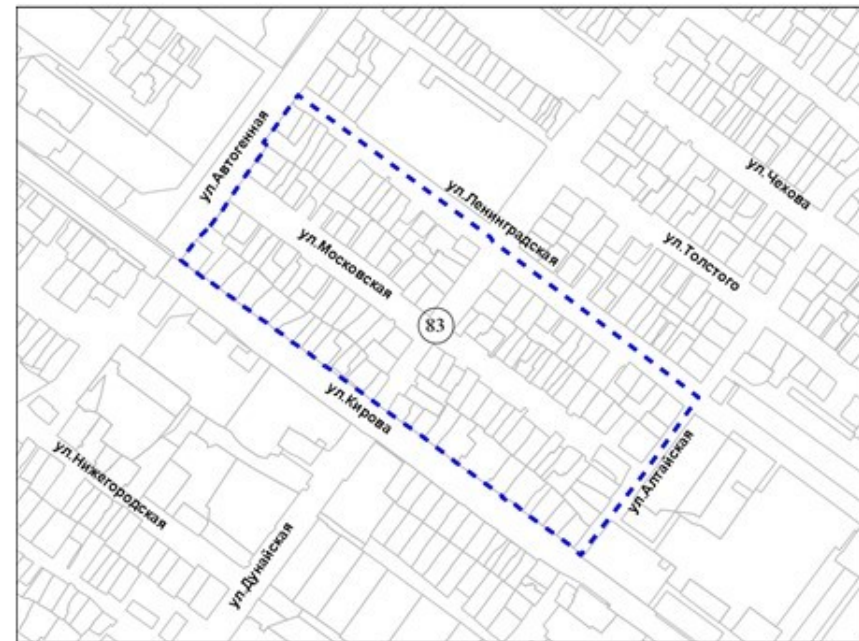 ул.Автогенная
ул.Чехова
ул.Ленинградская
ул.Толстого
ул.Московская
83
ул.Кирова
ул.Алтайская
ул.Нижегородская
ул.Дунайская